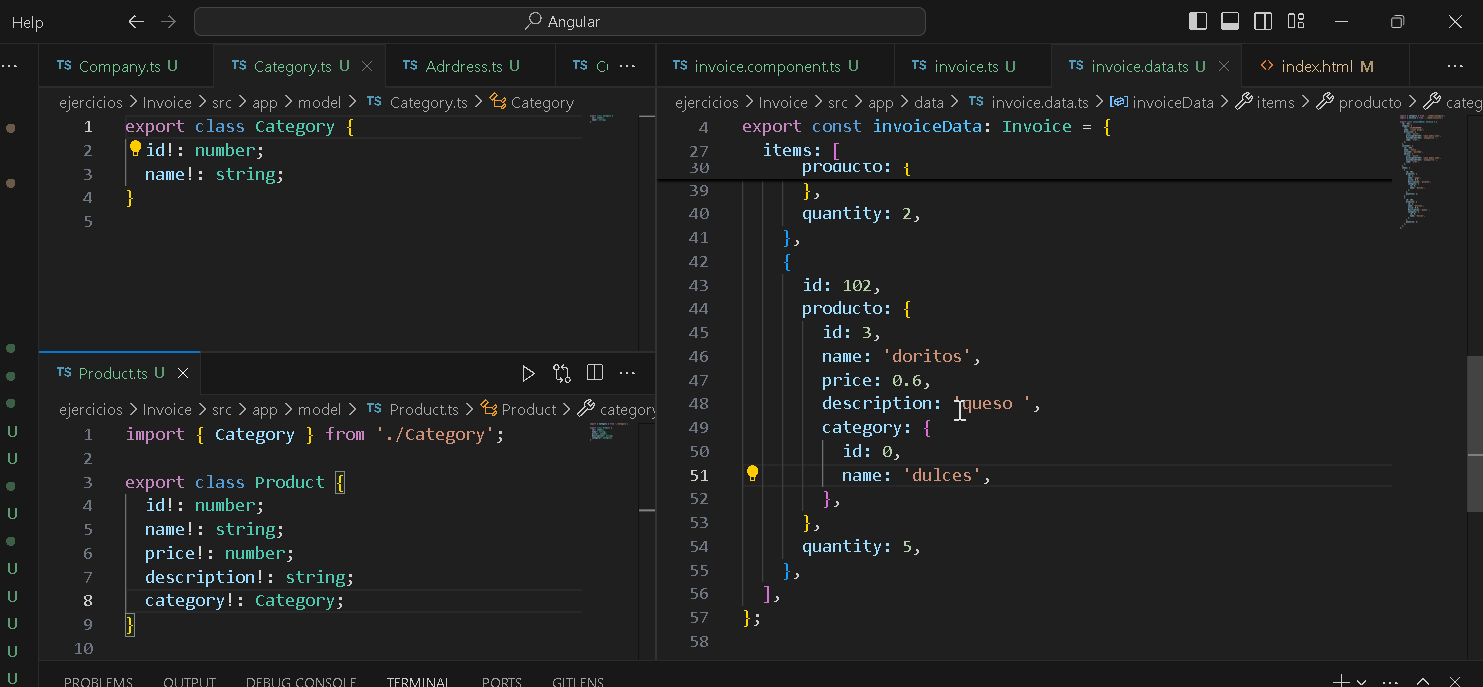 Help
Angular
TS Company.ts U
TS Category.ts U
TS Adrdress.ts U
TS
ejercicios > Invoice > src > app > model > TS Category.ts > Category
1 export class Category {
2 id!: number;
3 name!: string;
4 }
5
TS Product.ts U
ejercicios > Invoice > src > app > model > TS Product.ts > Product > category
1 import { Category } from './Category';
2
3 export class Product {
4 id!: number;
5 name!: string;
6 price!: number;
7 description!: string;
8 category!: Category;
9 }
10
TS invoice.component.ts U
TS invoice.ts U
TS invoice.data.ts U
<> index.html M
ejercicios > Invoice > src > app > data > TS invoice.data.ts > invoiceData > items > producto > categ
4 export const invoiceData: Invoice = {
27 items: [
30 producto: {
39 },
40 quantity: 2,
41 },
42 {
43 id: 102,
44 producto: {
45 id: 3,
46 name: 'doritos',
47 price: 0.6,
48 description: 'queso ',
49 category: {
50 id: 0,
51 name: 'dulces',
52 },
53 },
54 quantity: 5,
55 },
56 ],
57 };
58
U
U
U
U
U
U
U
U
PROBLEMS OUTPUT DEBUG CONSOLE TERMINAL PORTS GITLENS